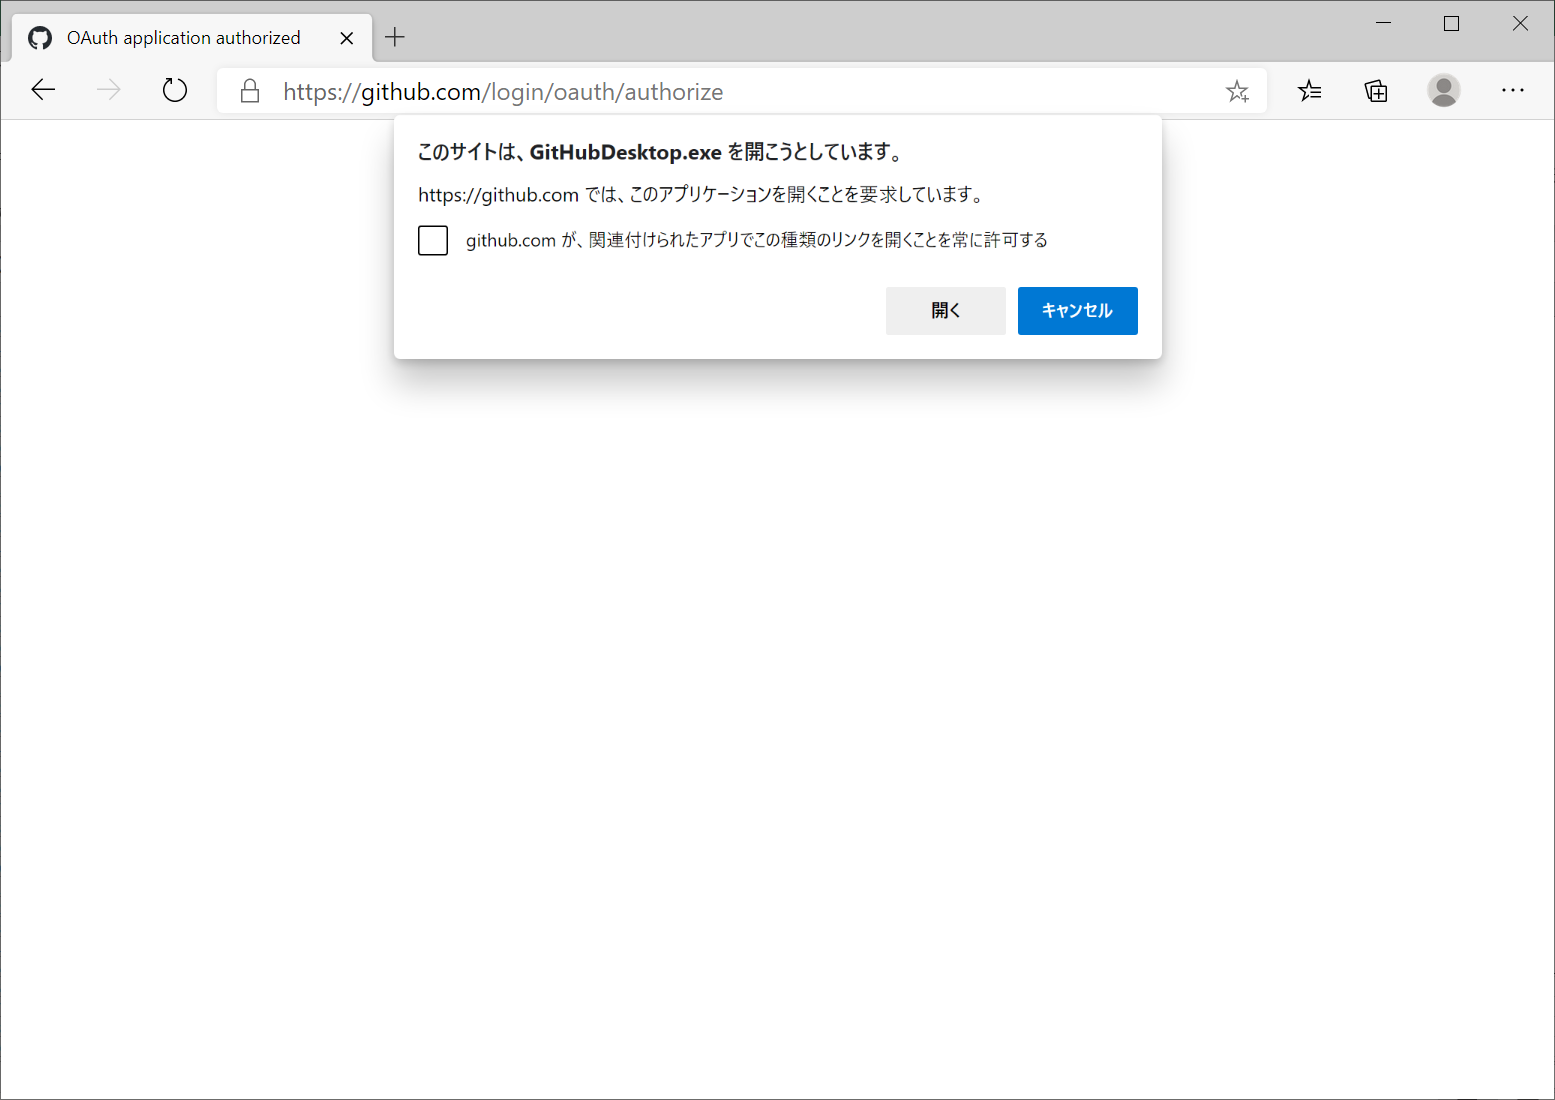 OAuth application authorized
https://github.com/login/oauth/authorize
このサイトは、GitHubDesktop.exe を開こうとしています。
https://github.com では、このアプリケーションを開くことを要求しています。
github.com が、関連付けられたアプリでこの種類のリンクを開くことを常に許可する
開く
キャンセル